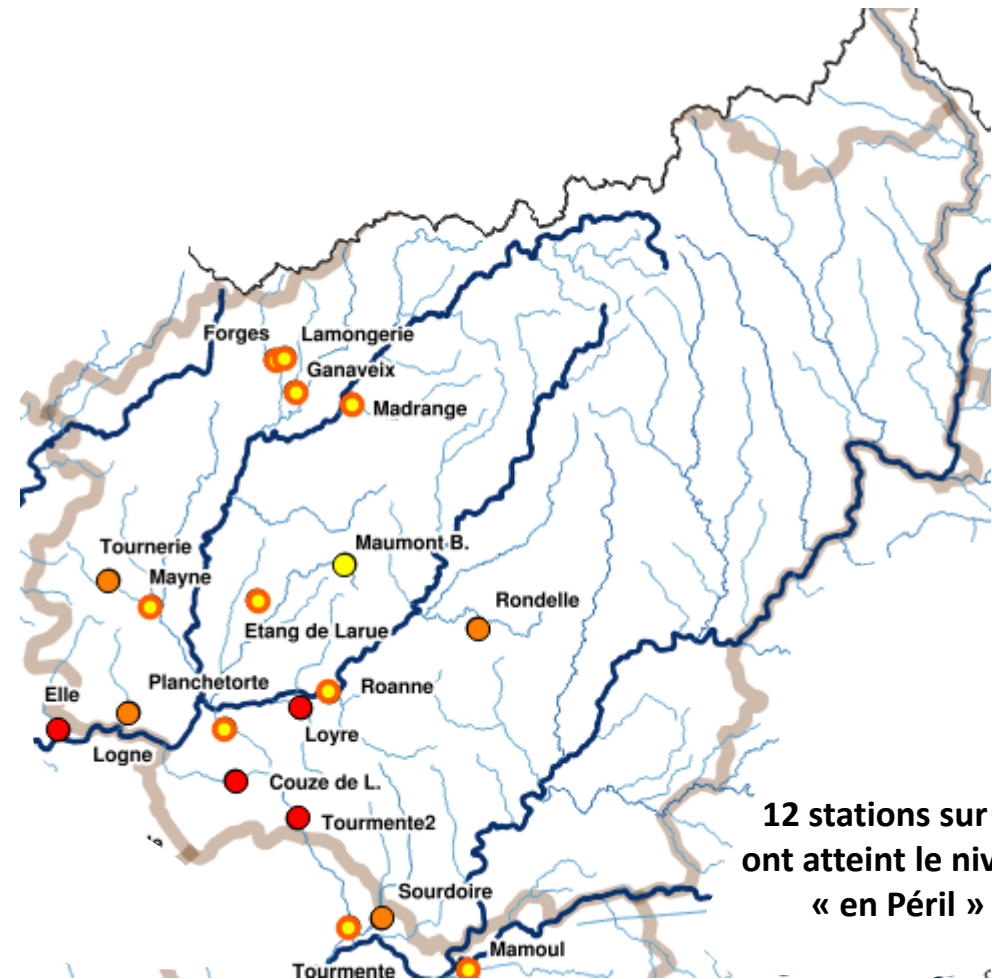 Forges
Lamongerie
Ganaveix
Madrange
Maumont B.
Tournerie
Mayne
Rondelle
Etang de Larue
Planchetorte
Elle
Roanne
Loyre
Logne
Couze de L.
Tourmente2
12 stations sur
ont atteint le niv
« en Péril »
Sourdoire
Mamoul
Tourmente